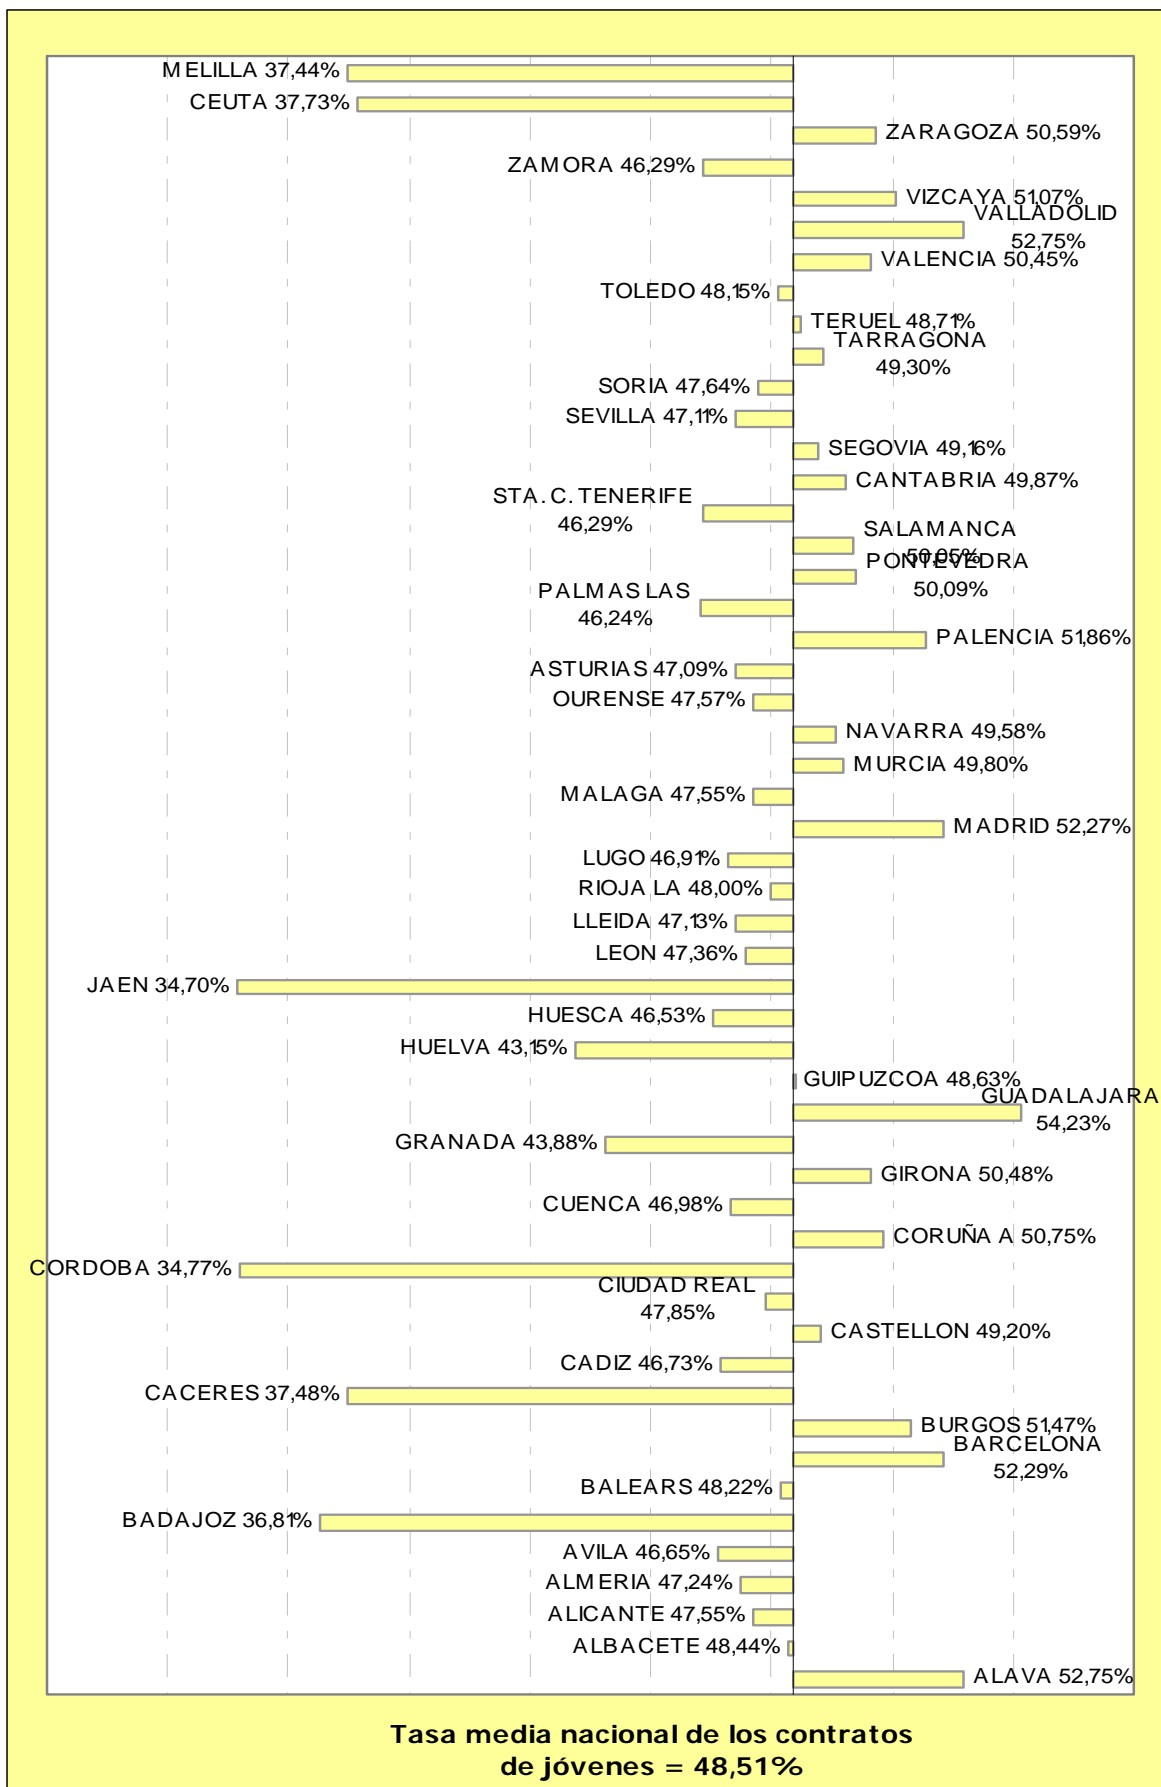 MELILLA 37,44%
CEUTA 37,73%
ZARAGOZA 50,59%
ZAMORA 46,29%
VIZCAYA 51,07%
VALLADOLID
52,75%
VALENCIA 50,45%
TOLEDO 48,15%
TERUEL 48,71%
TARRAGONA
49,30%
SORIA 47,64%
SEVILLA 47,11%
SEGOVIA 49,16%
CANTABRIA 49,87%
STA. C. TENERIFE
46,29%
SALAMANCA
50,05%
PONTEVEDRA
50,09%
PALMAS LAS
46,24%
PALENCIA 51,86%
ASTURIAS 47,09%
OURENSE 47,57%
NAVARRA 49,58%
MURCIA 49,80%
MALAGA 47,55%
MADRID 52,27%
LUGO 46,91%
RIOJA LA 48,00%
LLEIDA 47,13%
LEON 47,36%
JAEN 34,70%
HUESCA 46,53%
HUELVA 43,15%
GUIPUZCOA 48,63%
GUADALAJARA
54,23%
GRANADA 43,88%
GIRONA 50,48%
CUENCA 46,98%
CORUÑA A 50,75%
CORDOBA 34,77%
CIUDAD REAL
47,85%
CASTELLON 49,20%
CADIZ 46,73%
CACERES 37,48%
BURGOS 51,47%
BARCELONA
52,29%
BALEARS 48,22%
BADAJOZ 36,81%
AVILA 46,65%
ALMERIA 47,24%
ALICANTE 47,55%
ALBACETE 48,44%
ALAVA 52,75%
Tasa media nacional de los contratos
de jóvenes = 48,51%